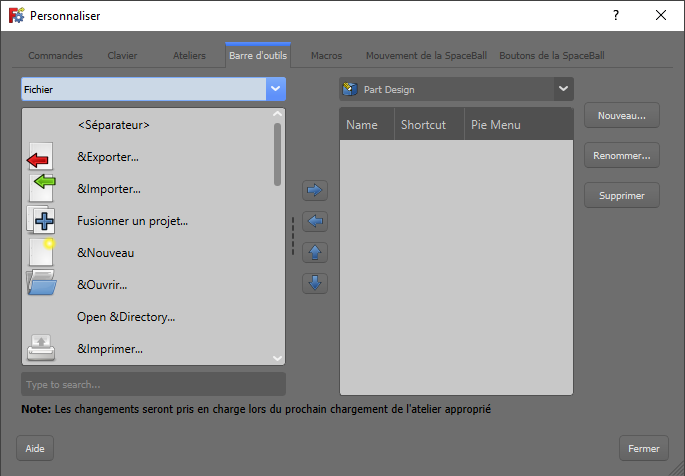 Personnaliser
?
Commandes Clavier Ateliers Barre d'outils Macros Mouvement de la SpaceBall Boutons de la SpaceBall
Fichier
Part Design
<Séparateur>
&Exporter...
&Importer...
Fusionner un projet...
&Nouveau
&Ouvrir...
Open &Directory...
&Imprimer...
Name Shortcut Pie Menu
Nouveau...
Renommer...
Supprimer
Type to search...
Note: Les changements seront pris en charge lors du prochain chargement de l'atelier approprié
Aide
Fermer